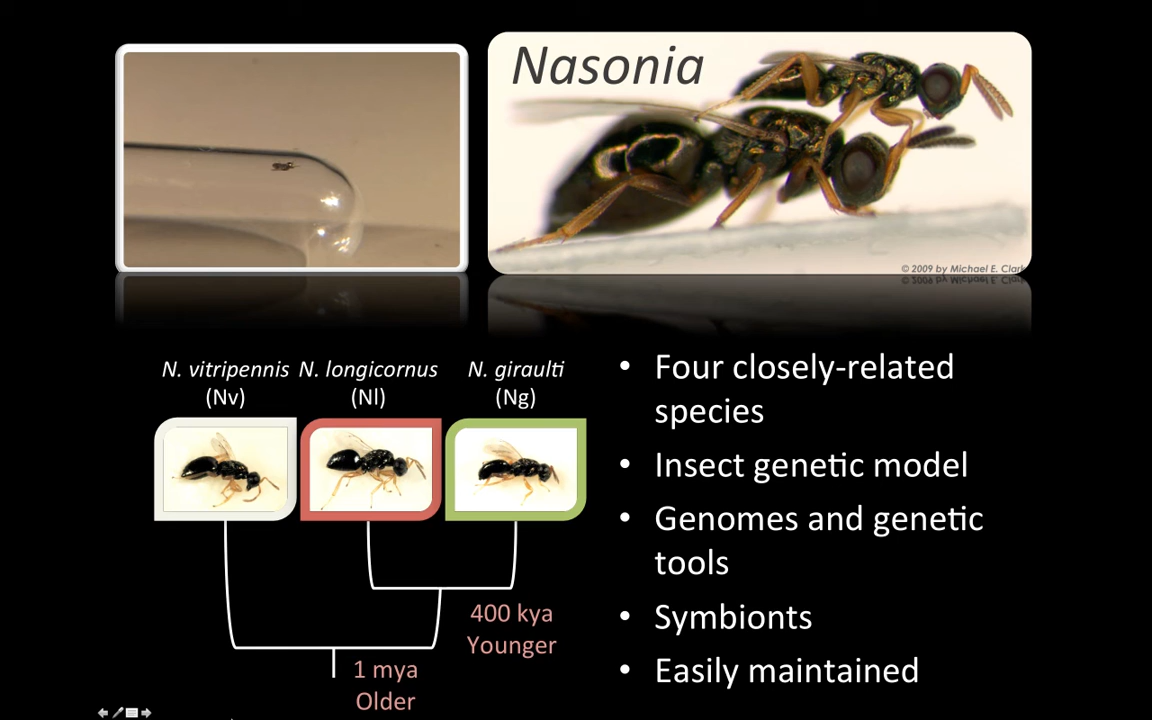 Nasonia
© 2009 by Michael E. Clark
N. vitripennis N. longicornus N. giraulti
(Nv) (Nl) (Ng)
400 kya
Younger
1 mya
Older
• Four closely-related
species
• Insect genetic model
• Genomes and genetic
tools
• Symbionts
• Easily maintained